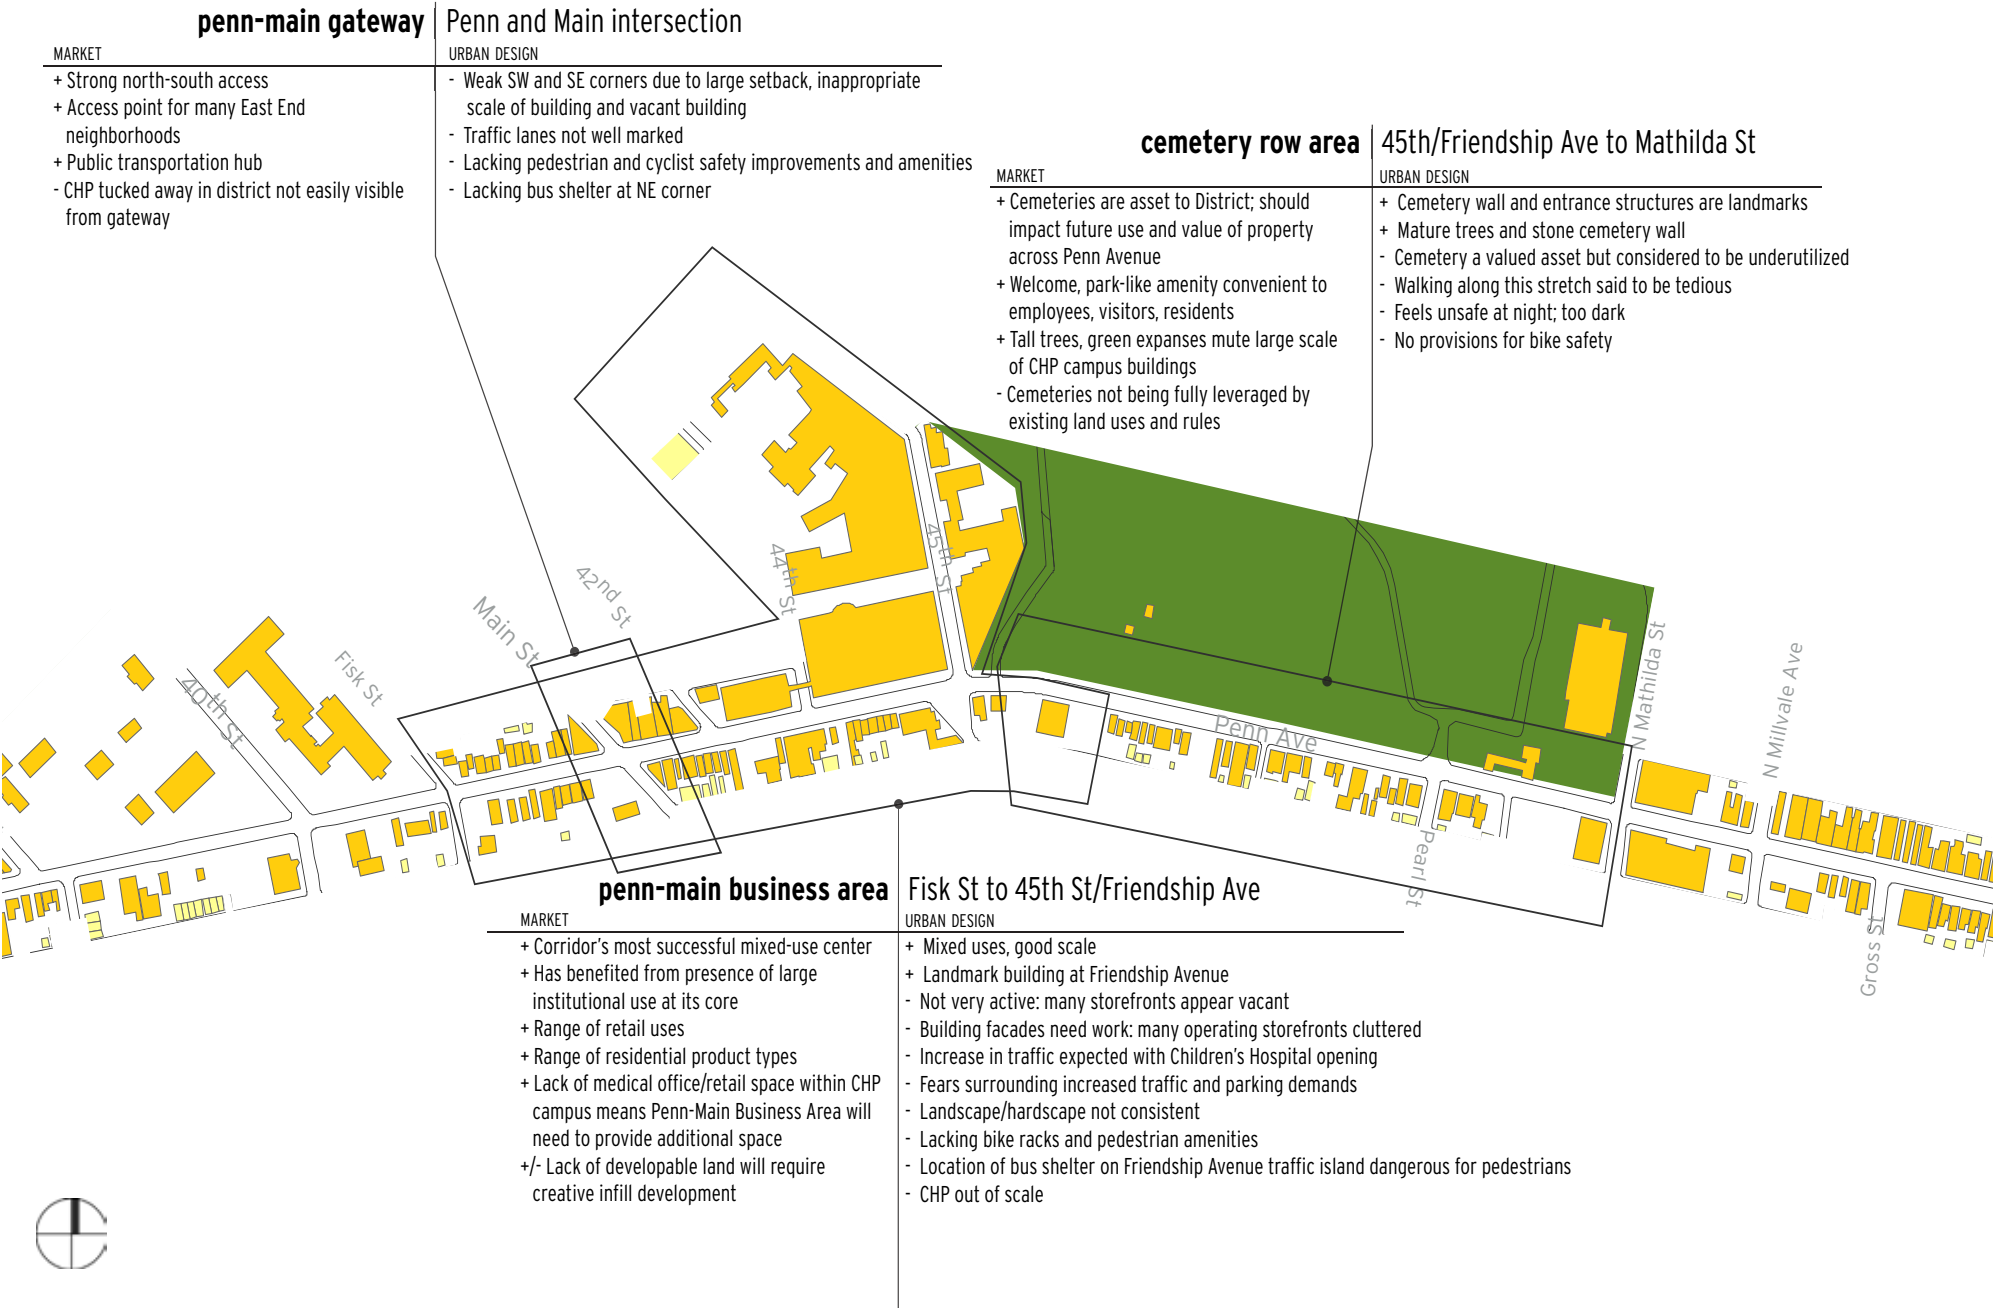 penn-main gateway Penn and Main intersection
MARKET
+ Strong north-south access
+ Access point for many East End
neighborhoods
+ Public transportation hub
- CHP tucked away in district not easily visible
from gateway
URBAN DESIGN
- Weak SW and SE corners due to large setback, inappropriate
scale of building and vacant building
- Traffic lanes not well marked
- Lacking pedestrian and cyclist safety improvements and amenities
- Lacking bus shelter at NE corner
cemetery row area 45th/Friendship Ave to Mathilda St
MARKET
+ Cemeteries are asset to District; should
impact future use and value of property
across Penn Avenue
+ Welcome, park-like amenity convenient to
employees, visitors, residents
+ Tall trees, green expanses mute large scale
of CHP campus buildings
- Cemeteries not being fully leveraged by
existing land uses and rules
URBAN DESIGN
+ Cemetery wall and entrance structures are landmarks
+ Mature trees and stone cemetery wall
- Cemetery a valued asset but considered to be underutilized
- Walking along this stretch said to be tedious
- Feels unsafe at night; too dark
- No provisions for bike safety
40th St
Fisk St
Main St
42nd St
44th St
45th St
Penn Ave
N Mathilda St
N Millvale Ave
Pearl St
Gross St
penn-main business area Fisk St to 45th St/Friendship Ave
MARKET
+ Corridor's most successful mixed-use center
+ Has benefited from presence of large
institutional use at its core
+ Range of retail uses
+ Range of residential product types
+ Lack of medical office/retail space within CHP
campus means Penn-Main Business Area will
need to provide additional space
+/- Lack of developable land will require
creative infill development
URBAN DESIGN
+ Mixed uses, good scale
+ Landmark building at Friendship Avenue
- Not very active: many storefronts appear vacant
- Building facades need work: many operating storefronts cluttered
- Increase in traffic expected with Children's Hospital opening
- Fears surrounding increased traffic and parking demands
- Landscape/hardscape not consistent
- Lacking bike racks and pedestrian amenities
- Location of bus shelter on Friendship Avenue traffic island dangerous for pedestrians
- CHP out of scale